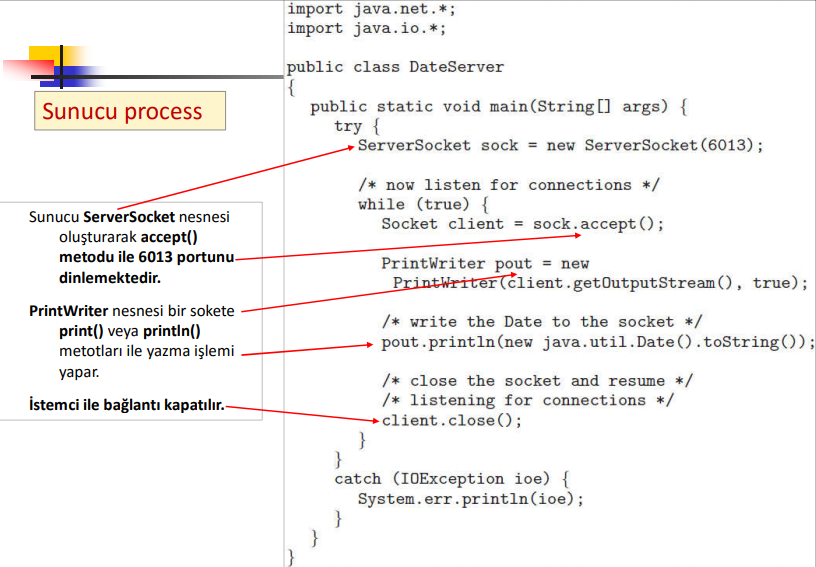 Sunucu process
Sunucu ServerSocket nesnesi
oluşturarak accept()
metodu ile 6013 portunu
dinlemektedir.
PrintWriter nesnesi bir sokete
print() veya println()
metotları ile yazma işlemi
yapar.
İstemci ile bağlantı kapatılır.
import java.net.*;
import java.io.*;
public class DateServer
{
public static void main(String[] args) {
try {
ServerSocket sock = new ServerSocket(6013);
/* now listen for connections */
while (true) {
Socket client = sock.accept();
PrintWriter pout = new
PrintWriter(client.getOutputStream(), true);
/* write the Date to the socket */
pout.println(new java.util.Date().toString());
/* close the socket and resume */
/* listening for connections */
client.close();
}
}
catch (IOException ioe) {
System.err.println(ioe);
}
}
}